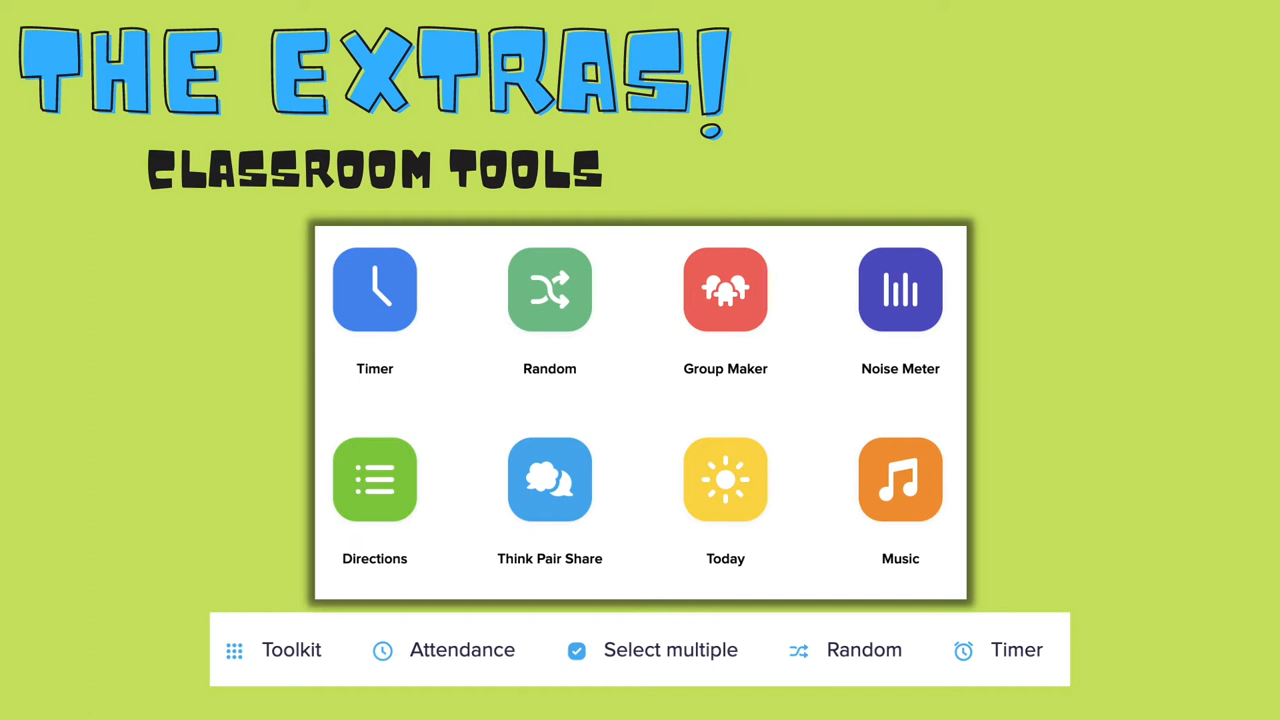 THE EXTRAS!
CLASSROOM TOOLS
Timer Random Group Maker Noise Meter
Directions Think Pair Share Today Music
Toolkit Attendance Select multiple Random Timer